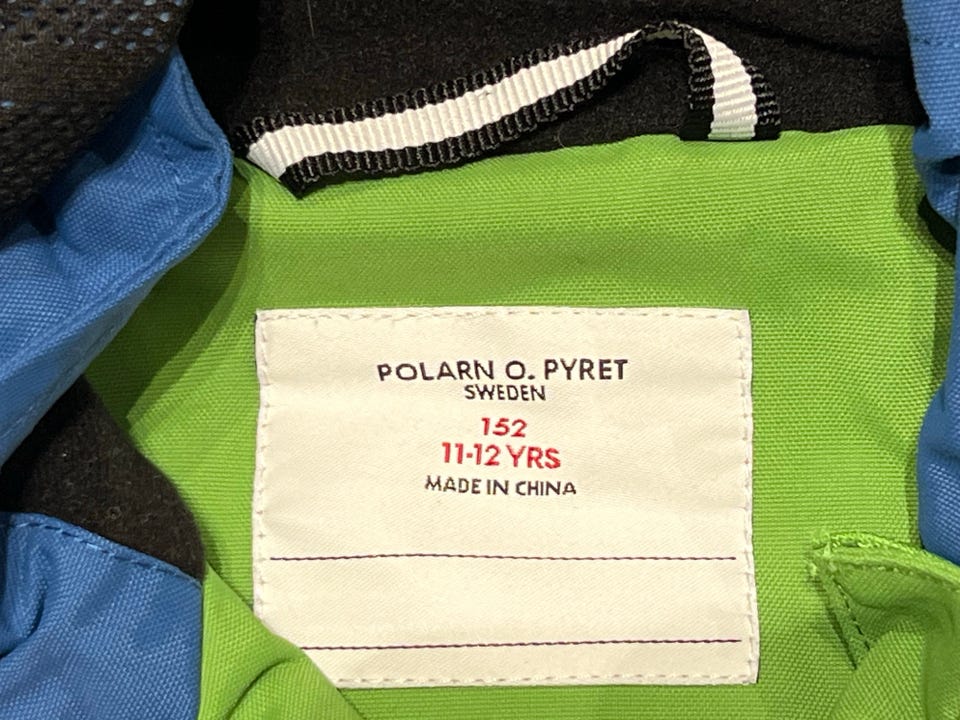 POLARN O. PYRET
SWEDEN
152
11-12 YRS
MADE IN CHINA